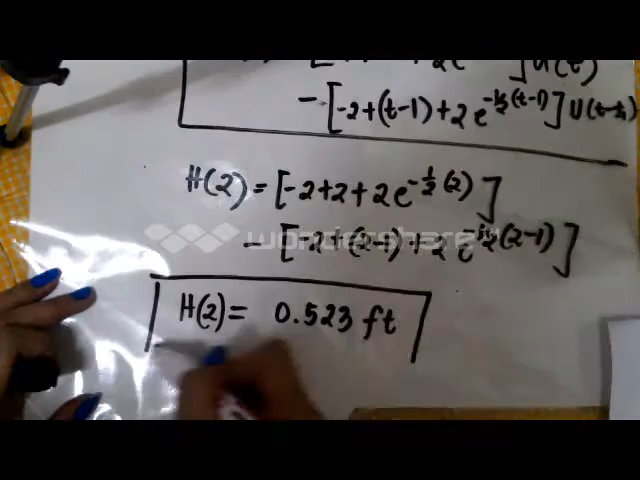 - [-2+(t-1)+2e^{-1/2(t-1)}] U(t-1)
H(2) = [-2+2+2e^{-1/2(2)}]
- [-2+(2-1)+2e^{-1/2(2-1)}]
wondershare
H(2) = 0.523 ft